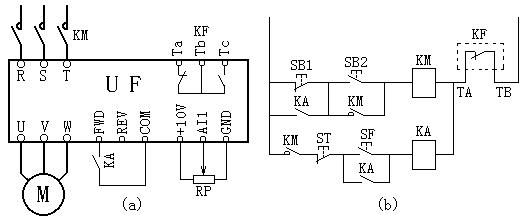 KM
KF
Ta Tb Tc
R S T
U F
U V W
FWD REV COM +10V AI1 GND
KA
RP
M
(a)
KF
SB1 SB2 KM
TA TB
KA KM
KM ST SF KA
KA
(b)